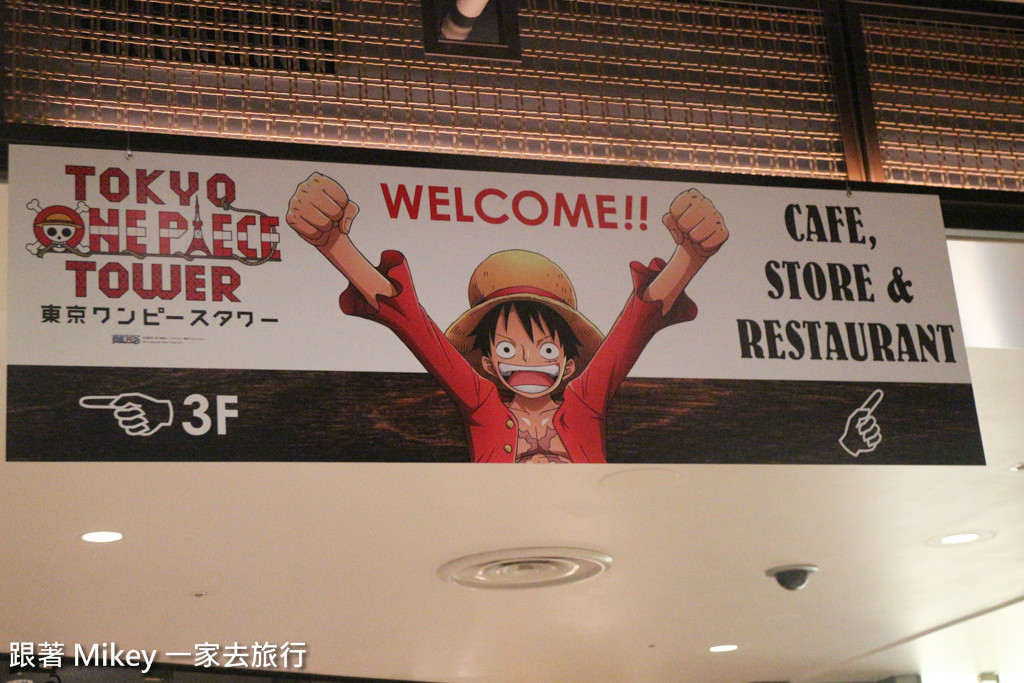 TOKYO
ONE PIECE
TOWER
東京ワンピースタワー
WELCOME!!
CAFE,
STORE &
RESTAURANT
3F
跟著 Mikey 一家去旅行